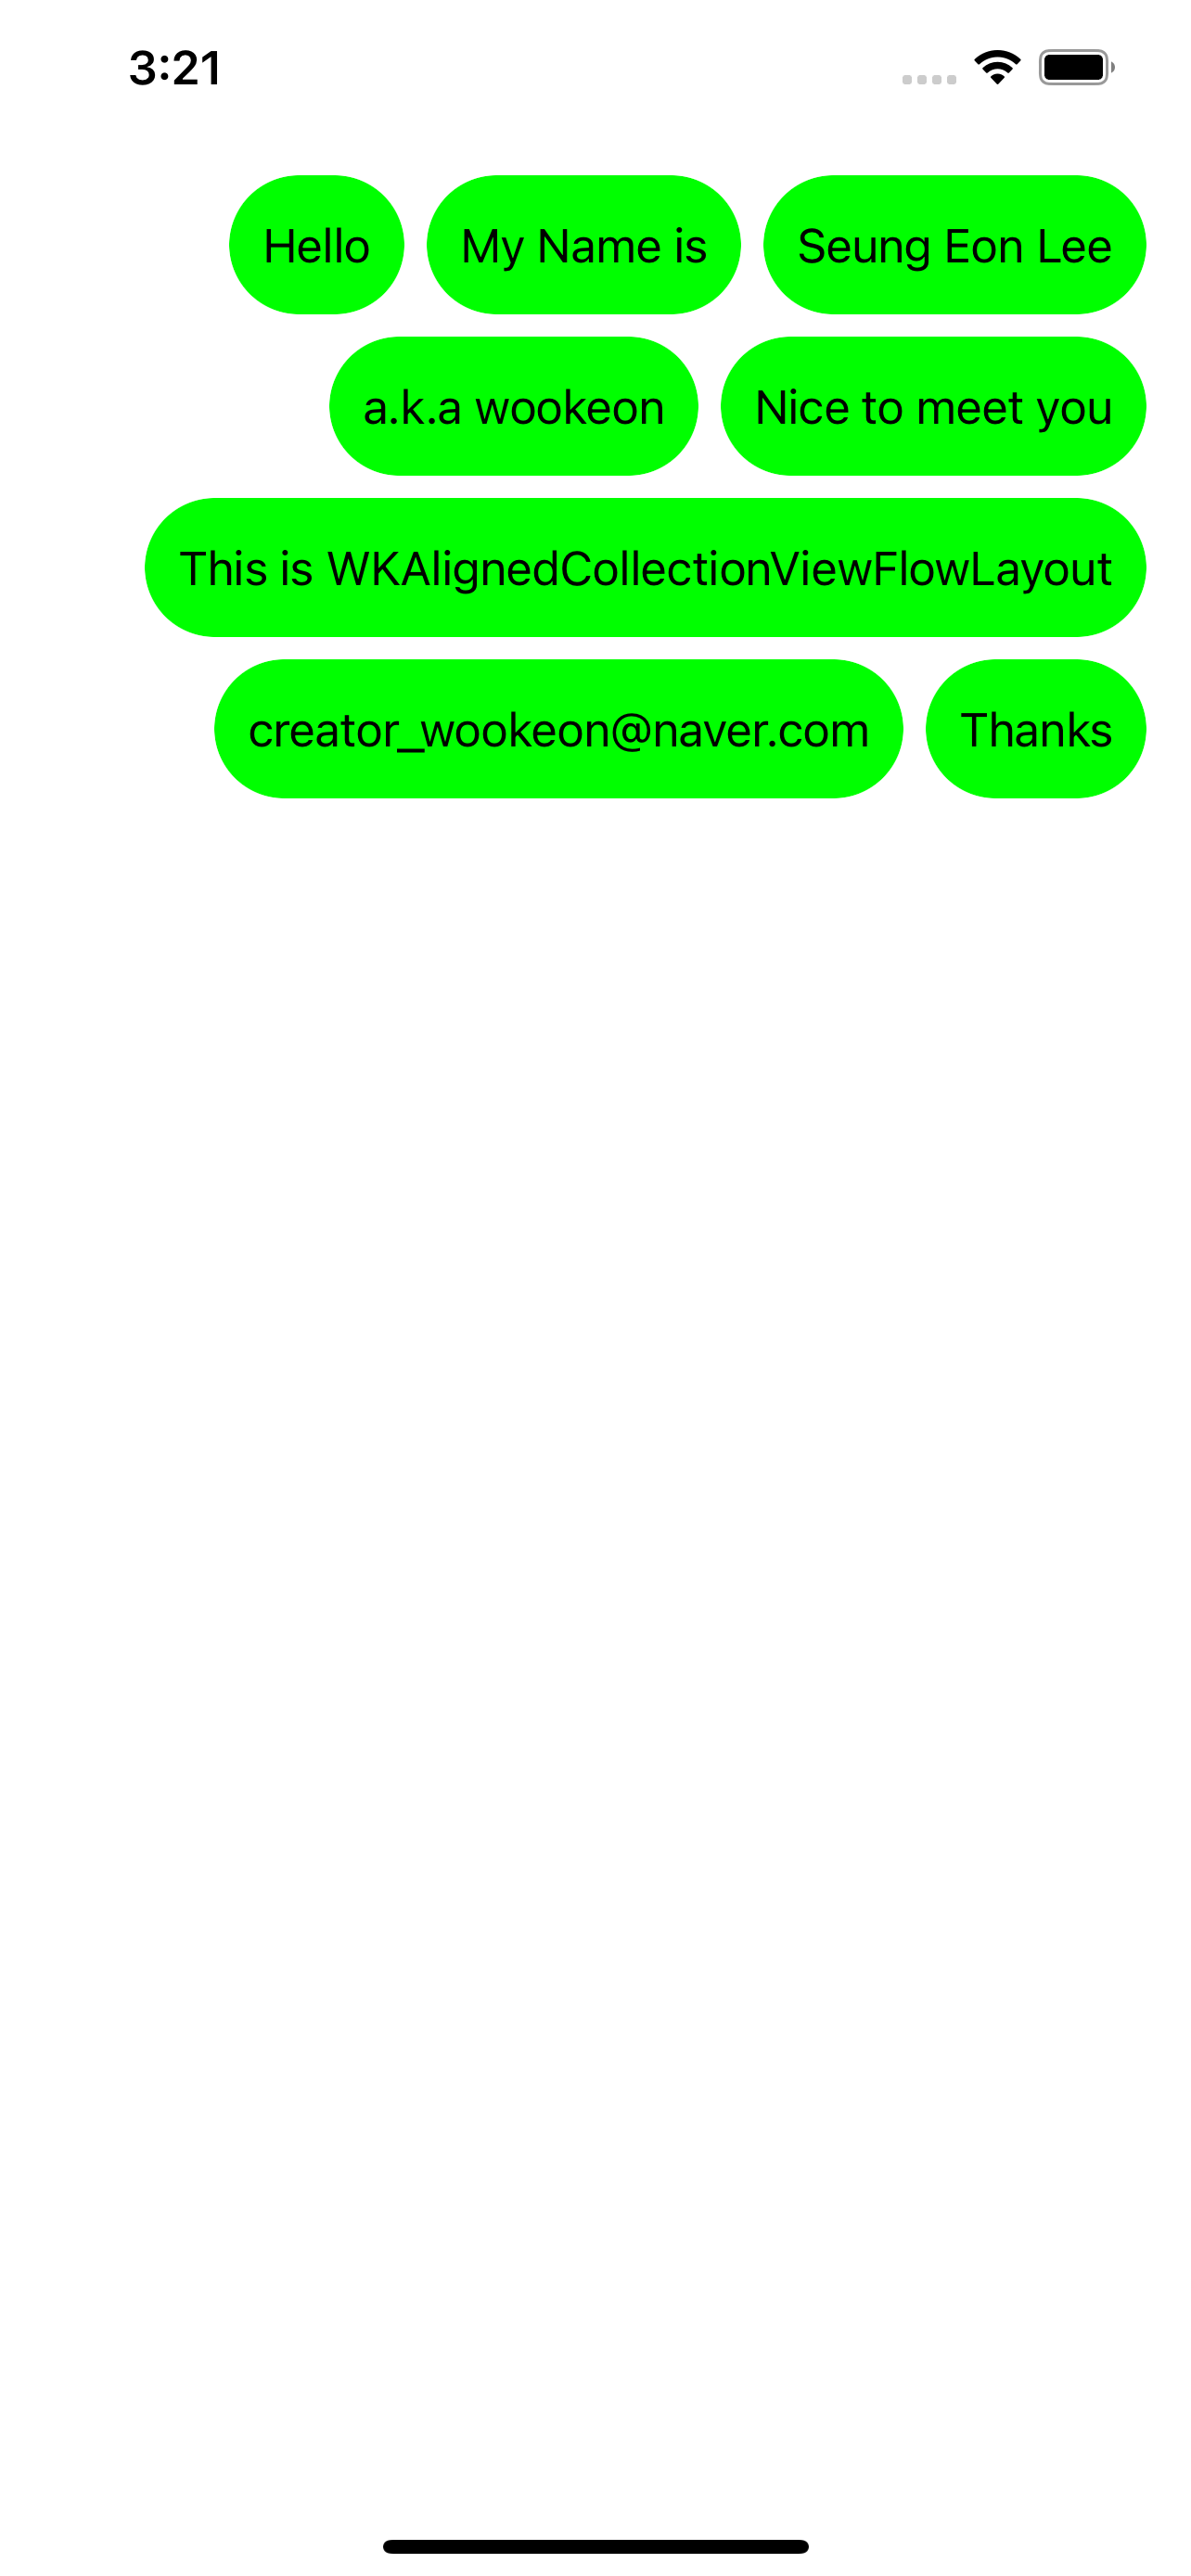 3:21
Hello My Name is Seung Eon Lee
a.k.a wookeon Nice to meet you
This is WKAlignedCollectionViewFlowLayout
creator_wookeon@naver.com Thanks